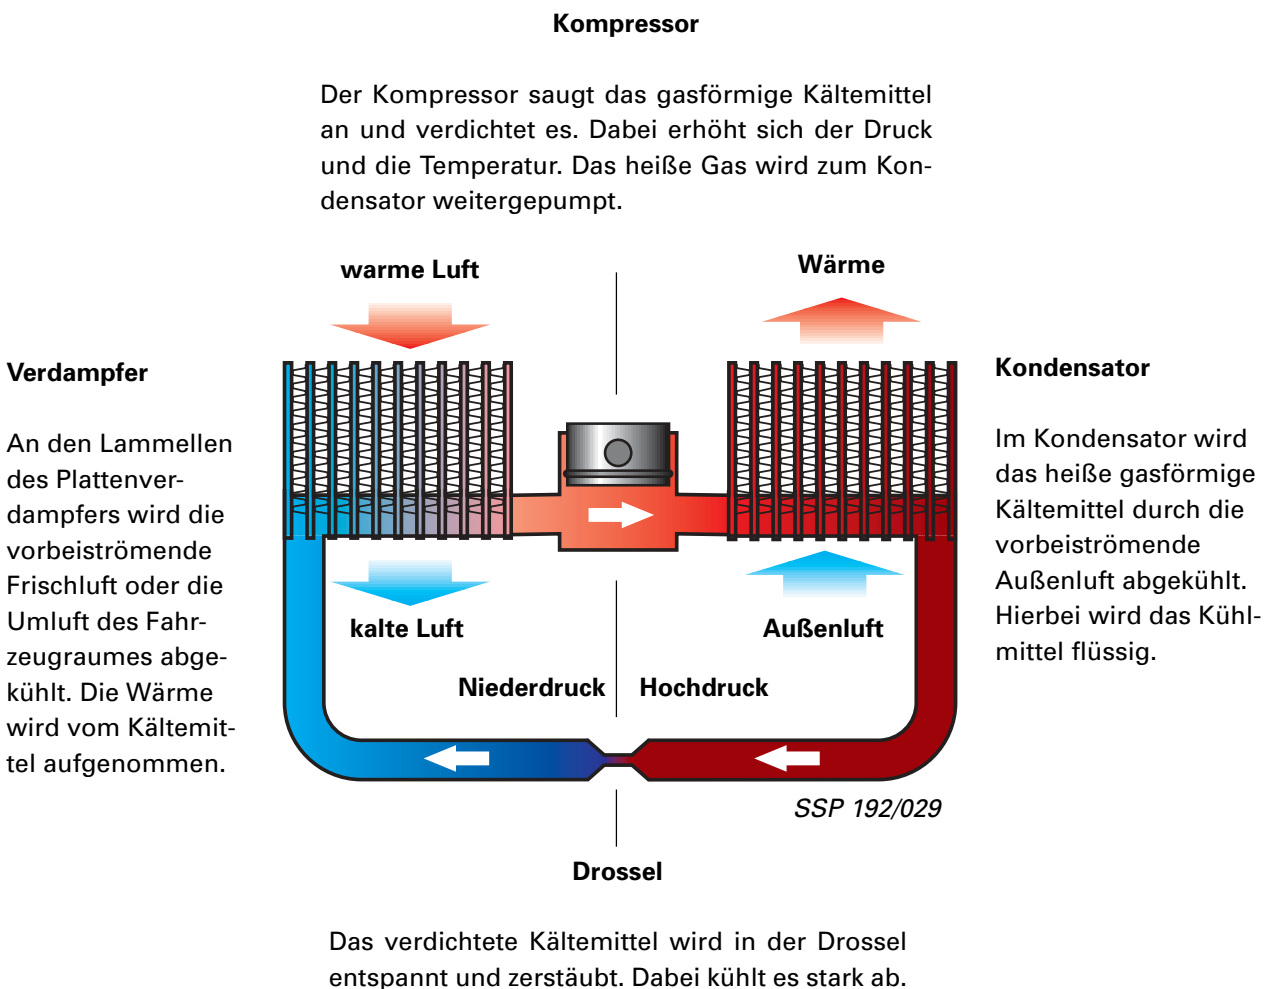 Kompressor
Der Kompressor saugt das gasförmige Kältemittel
an und verdichtet es. Dabei erhöht sich der Druck
und die Temperatur. Das heiße Gas wird zum Kon-
densator weitergepumpt.
warme Luft
Wärme
Verdampfer
An den Lammellen
des Plattenver-
dampfers wird die
vorbeiströmende
Frischluft oder die
Umluft des Fahr-
zeugraumes abge-
kühlt. Die Wärme
wird vom Kältemit-
tel aufgenommen.
Kondensator
Im Kondensator wird
das heiße gasförmige
Kältemittel durch die
vorbeiströmende
Außenluft abgekühlt.
Hierbei wird das Kühl-
mittel flüssig.
kalte Luft
Außenluft
Niederdruck
Hochdruck
SSP 192/029
Drossel
Das verdichtete Kältemittel wird in der Drossel
entspannt und zerstäubt. Dabei kühlt es stark ab.